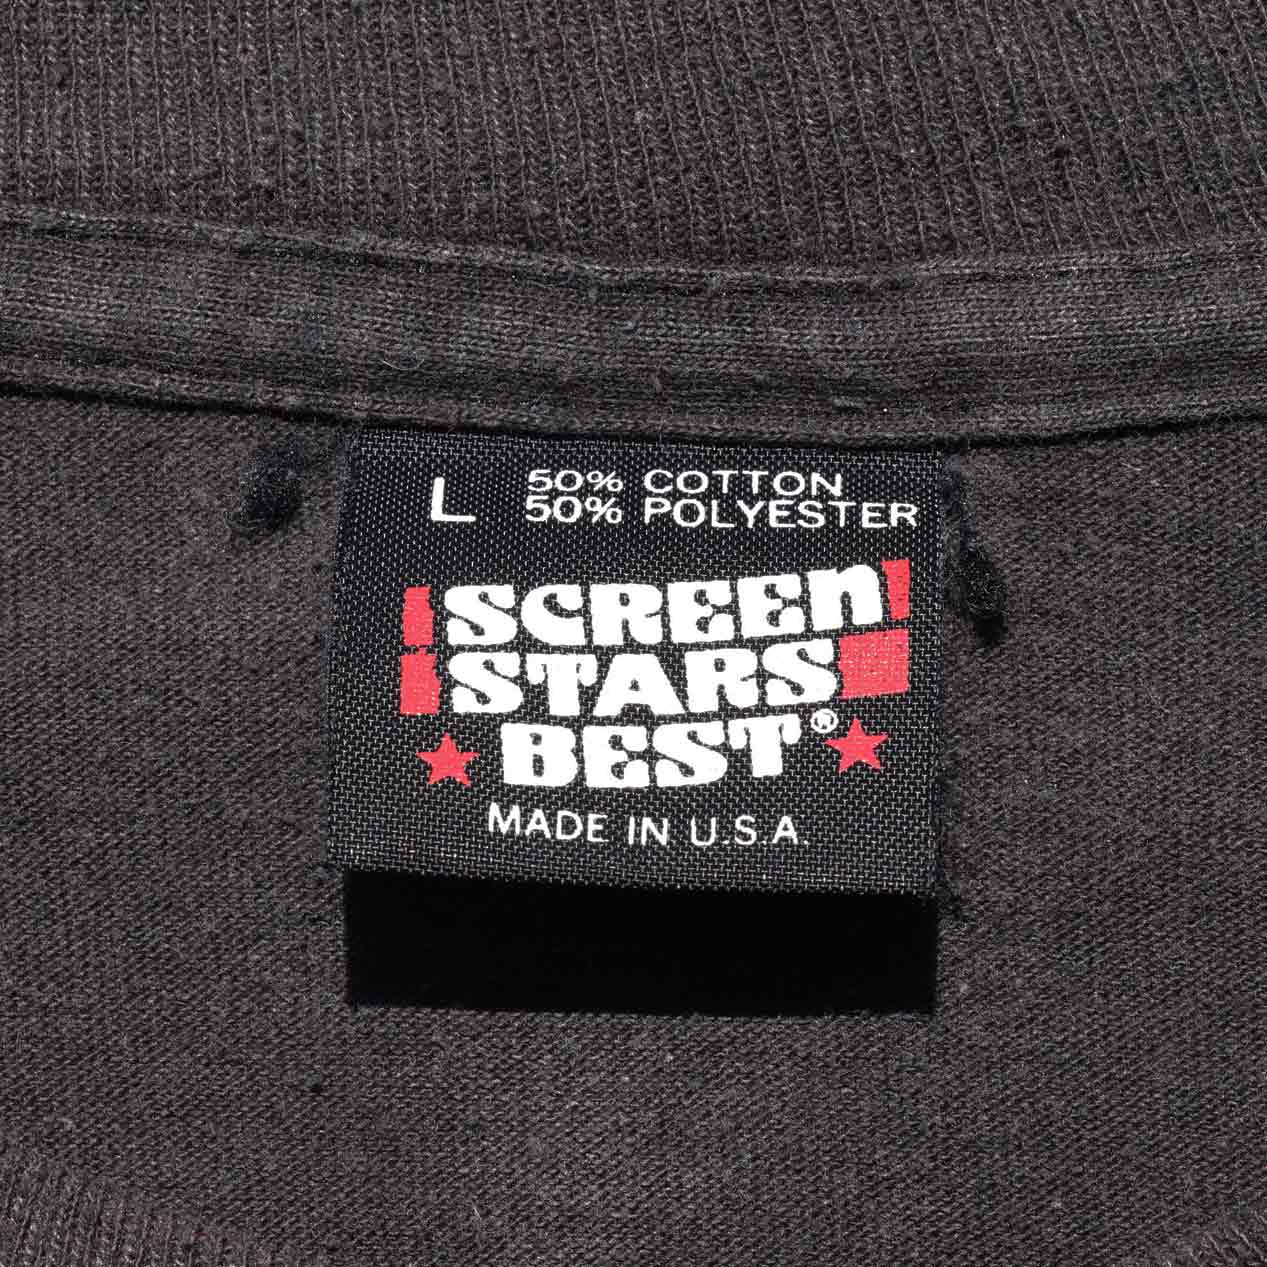 L
50% COTTON
50% POLYESTER
SCREEn
STARS
BEST®
MADE IN U.S.A.